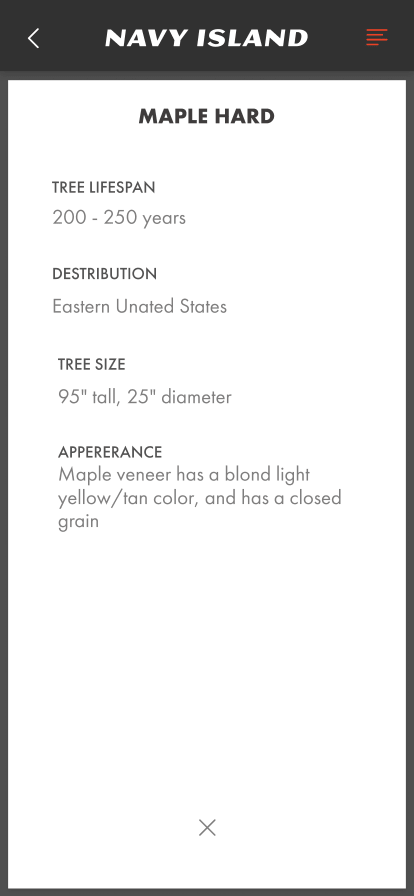 NAVY ISLAND
MAPLE HARD
TREE LIFESPAN
200 - 250 years
DESTRIBUTION
Eastern Unated States
TREE SIZE
95" tall, 25" diameter
APPERERANCE
Maple veneer has a blond light
yellow/tan color, and has a closed
grain